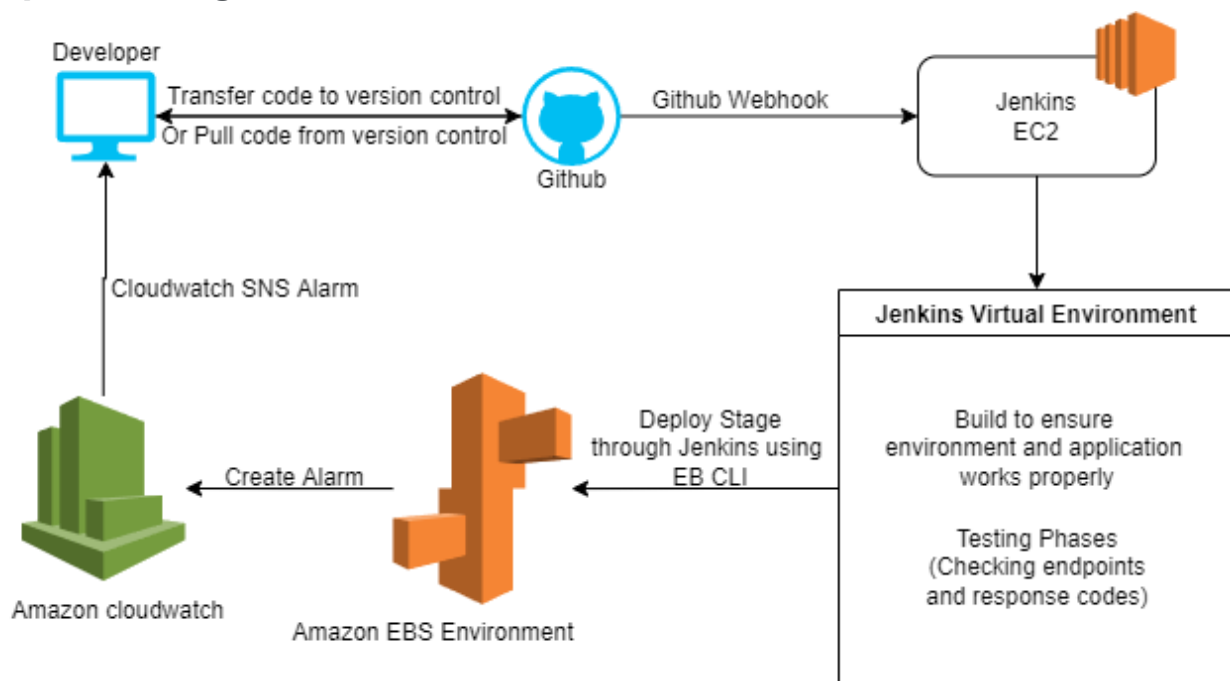 Developer
Transfer code to version control
Or Pull code from version control
Github
Github Webhook
Jenkins
EC2
Jenkins Virtual Environment
Build to ensure
environment and application
works properly
Testing Phases
(Checking endpoints
and response codes)
Deploy Stage
through Jenkins using
EB CLI
Amazon EBS Environment
Create Alarm
Amazon cloudwatch
Cloudwatch SNS Alarm